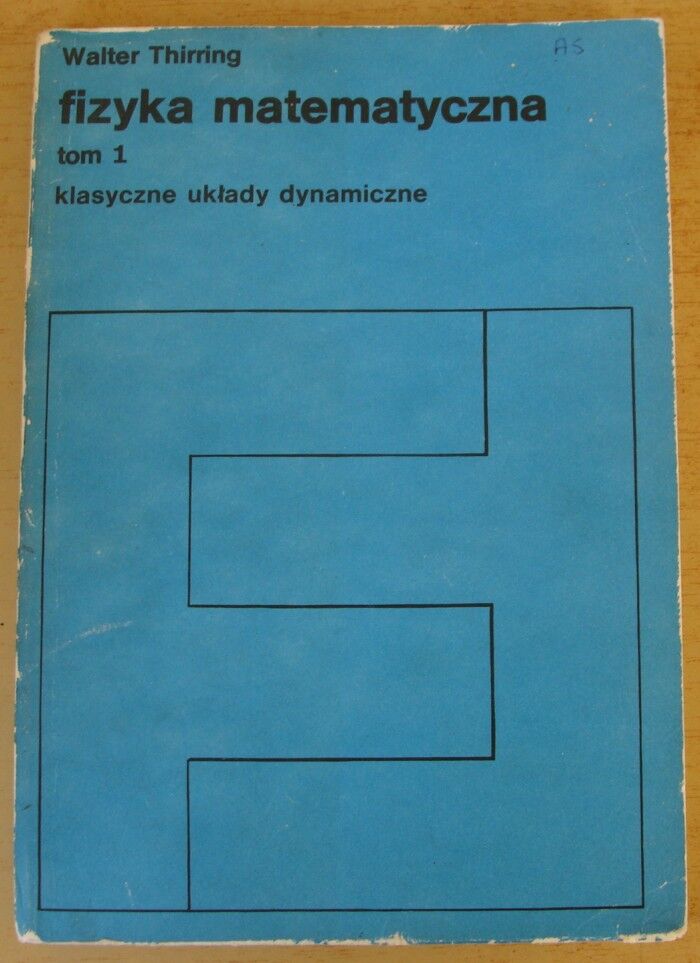 Walter Thirring
AS
fizyka matematyczna
tom 1
klasyczne układy dynamiczne